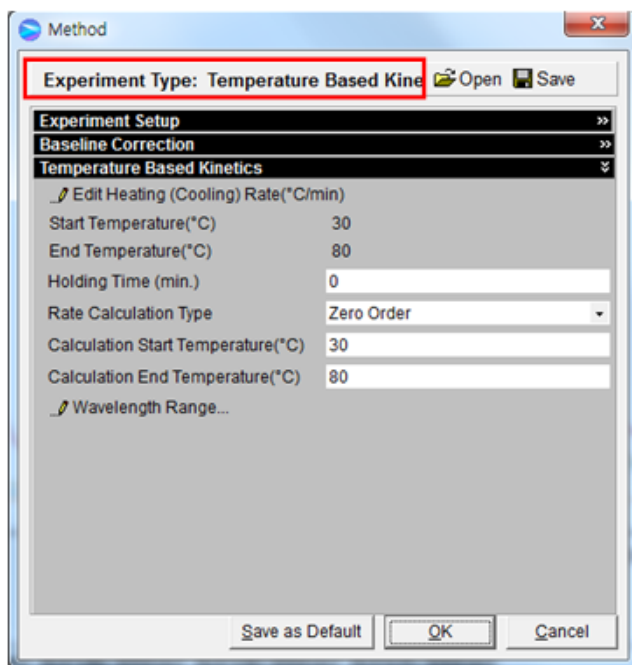 Method
Experiment Type: Temperature Based Kine Open Save
Experiment Setup
Baseline Correction
Temperature Based Kinetics
Edit Heating (Cooling) Rate(°C/min)
Start Temperature(°C) 30
End Temperature(°C) 80
Holding Time (min.) 0
Rate Calculation Type Zero Order
Calculation Start Temperature(°C) 30
Calculation End Temperature(°C) 80
Wavelength Range...
Save as Default OK Cancel